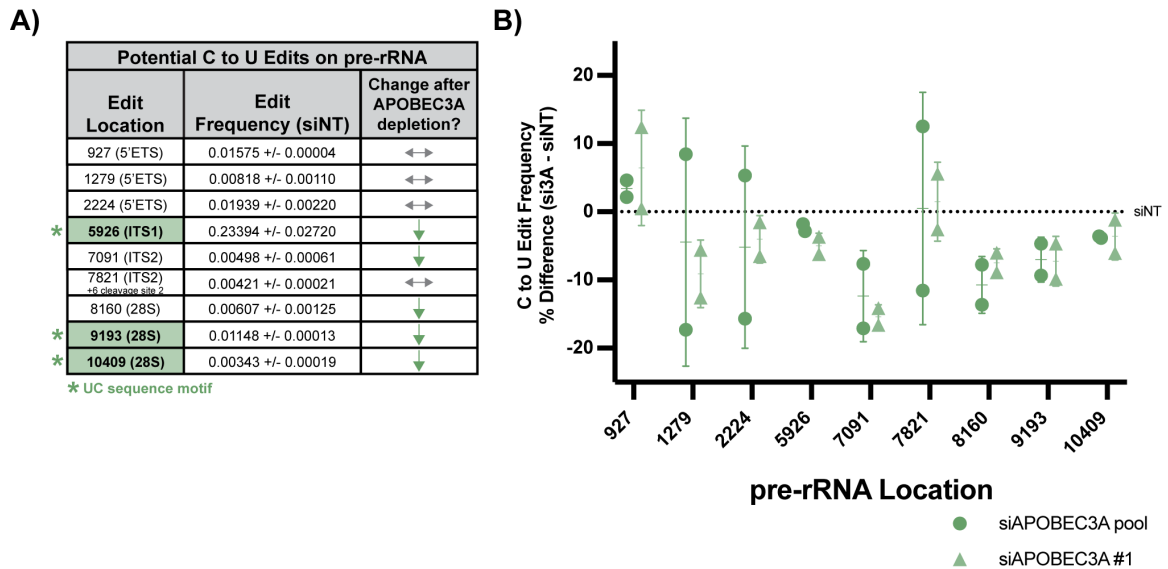 A)
Potential C to U Edits on pre-rRNA
Edit Location
Edit Frequency (siNT)
Change after APOBEC3A depletion?
927 (5'ETS) 0.01575 +/- 0.00004
1279 (5'ETS) 0.00818 +/- 0.00110
2224 (5'ETS) 0.01939 +/- 0.00220
* 5926 (ITS1) 0.23394 +/- 0.02720
7091 (ITS2) 0.00498 +/- 0.00061
7821 (ITS2) 0.00421 +/- 0.00021
+6 cleavage site 2
8160 (28S) 0.00607 +/- 0.00125
* 9193 (28S) 0.01148 +/- 0.00013
* 10409 (28S) 0.00343 +/- 0.00019
* UC sequence motif
B)
C to U Edit Frequency
% Difference (si3A - siNT)
20
10
0
-10
-20
siNT
927
1279
2224
5926
7091
7821
8160
9193
10409
pre-rRNA Location
siAPOBEC3A pool
siAPOBEC3A #1